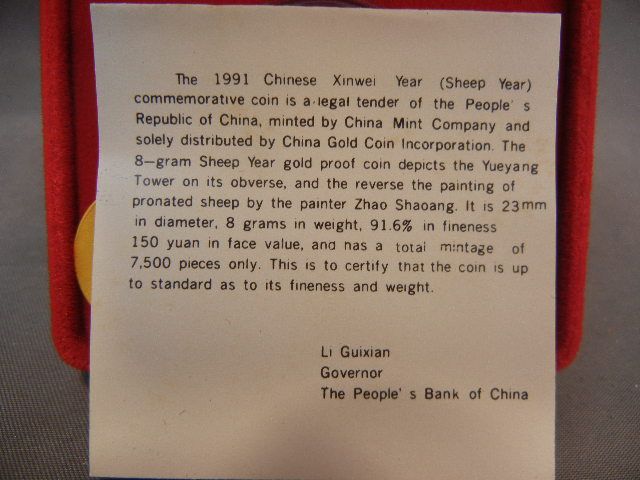 The 1991 Chinese Xinwei Year (Sheep Year)
commemorative coin is a legal tender of the People' s
Republic of China, minted by China Mint Company and
solely distributed by China Gold Coin Incorporation. The
8—gram Sheep Year gold proof coin depicts the Yueyang
Tower on its obverse, and the reverse the painting of
pronated sheep by the painter Zhao Shaoang. It is 23mm
in diameter, 8 grams in weight, 91.6% in fineness
150 yuan in face value, and has a total mintage of
7,500 pieces only. This is to certify that the coin is up
to standard as to its fineness and weight.
Li Guixian
Governor
The People' s Bank of China